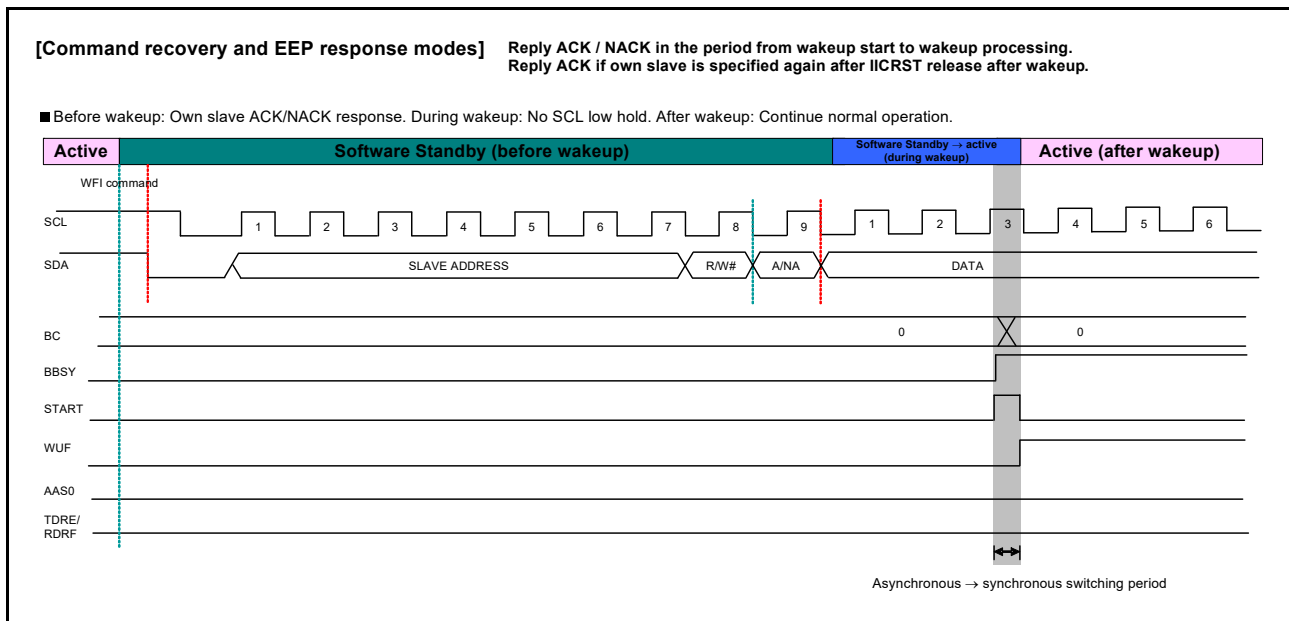 [Command recovery and EEP response modes]
Reply ACK / NACK in the period from wakeup start to wakeup processing.
Reply ACK if own slave is specified again after IICRST release after wakeup.
■ Before wakeup: Own slave ACK/NACK response. During wakeup: No SCL low hold. After wakeup: Continue normal operation.
Active
Software Standby (before wakeup)
Software Standby → active
(during wakeup)
Active (after wakeup)
WFI command
SCL
1 2 3 4 5 6 7 8 9 1 2 3 4 5 6
SDA
SLAVE ADDRESS
R/W#
A/NA
DATA
BC
0
0
BBSY
START
WUF
AAS0
TDRE/
RDRF
Asynchronous → synchronous switching period